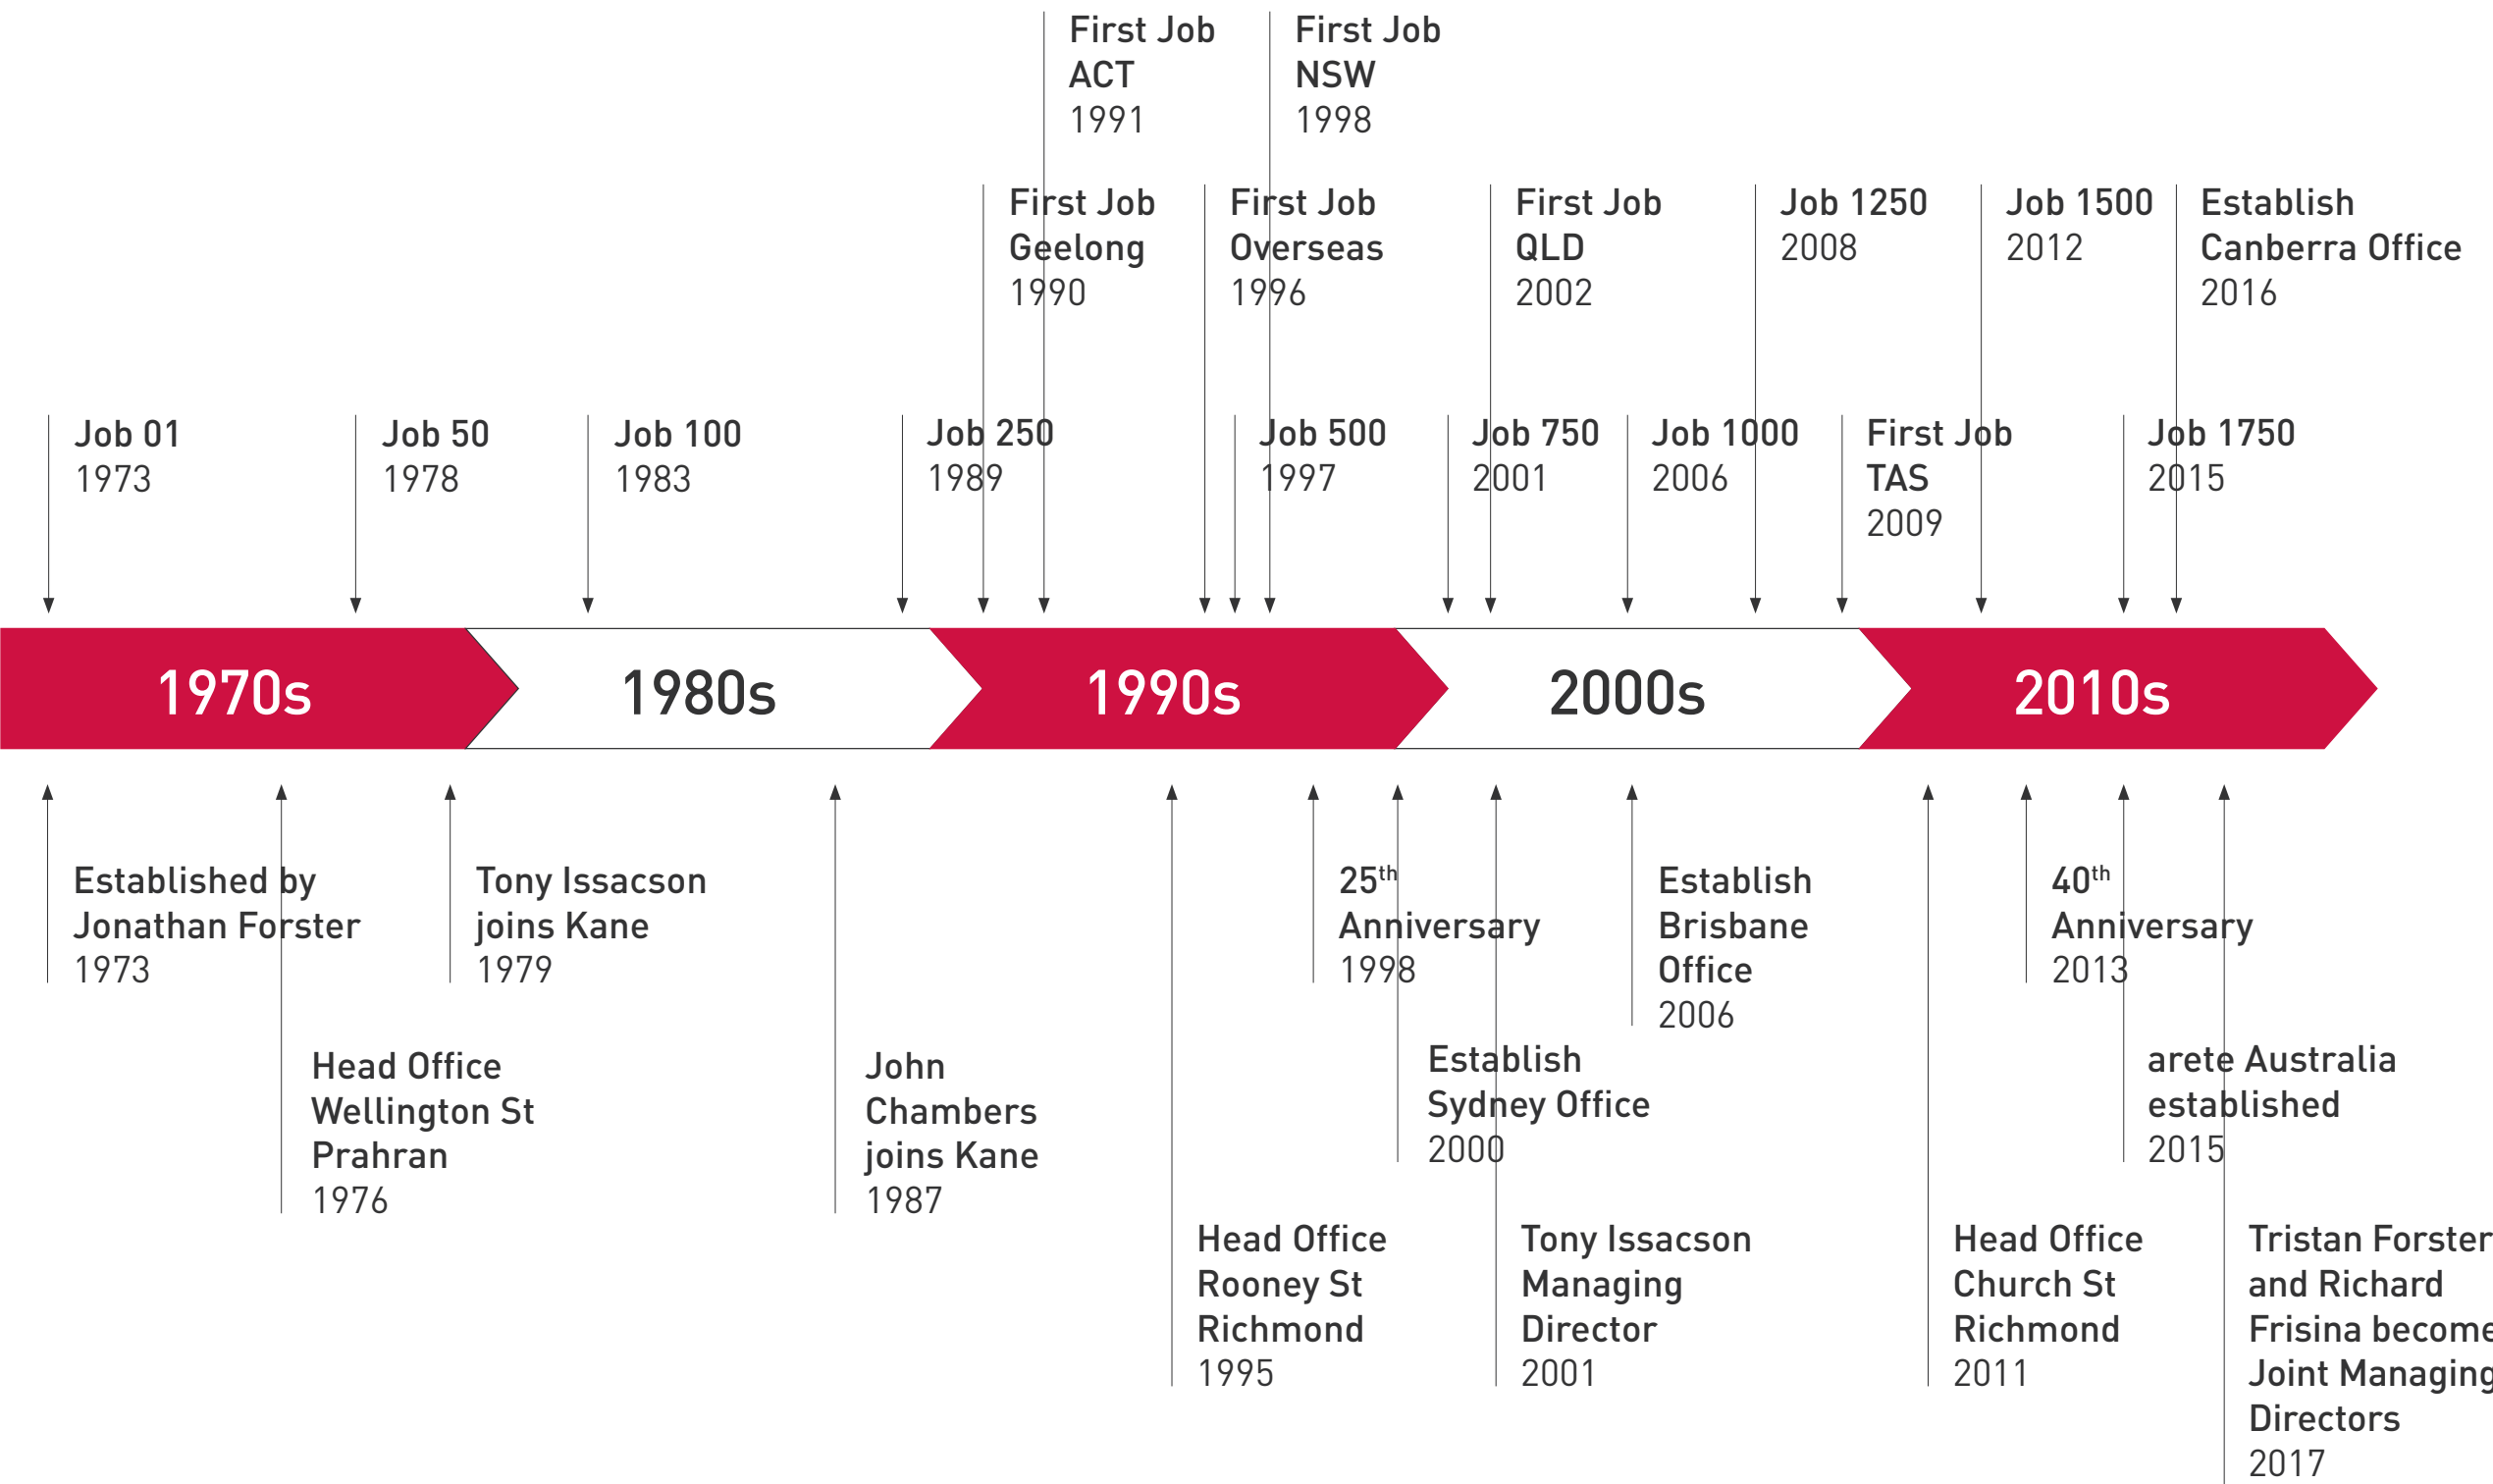 First Job
ACT
1991
First Job
NSW
1998
First Job
Geelong
1990
First Job
Overseas
1996
First Job
QLD
2002
Job 1250
2008
Job 1500
2012
Establish
Canberra Office
2016
Job 01
1973
Job 50
1978
Job 100
1983
Job 250
1989
Job 500
1997
Job 750
2001
Job 1000
2006
First Job
TAS
2009
Job 1750
2015
1970s
1980s
1990s
2000s
2010s
Established by
Jonathan Forster
1973
Tony Issacson
joins Kane
1979
25th
Anniversary
1998
Establish
Brisbane
Office
2006
40th
Anniversary
2013
Head Office
Wellington St
Prahran
1976
John
Chambers
joins Kane
1987
Establish
Sydney Office
2000
arete Australia
established
2015
Head Office
Rooney St
Richmond
1995
Tony Issacson
Managing
Director
2001
Head Office
Church St
Richmond
2011
Tristan Forster
and Richard
Frisina become
Joint Managing
Directors
2017